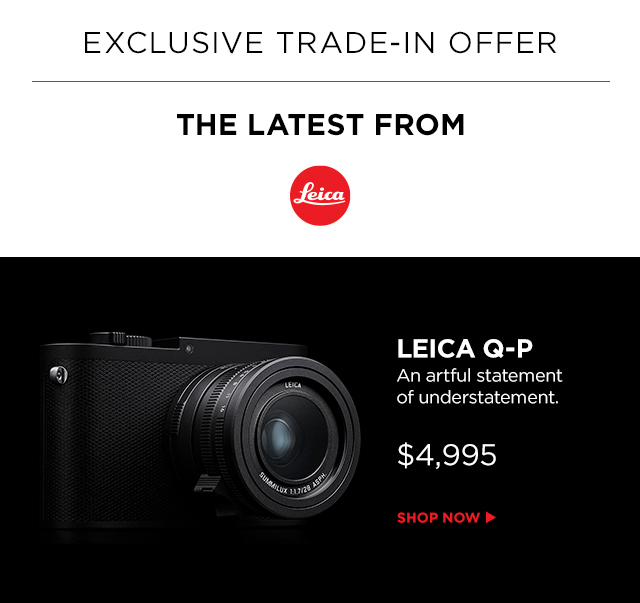 EXCLUSIVE TRADE-IN OFFER
THE LATEST FROM
Leica
LEICA Q-P
An artful statement
of understatement.
$4,995
SHOP NOW
LEICA
SUMMILUX 1:1.7/28 ASPH.